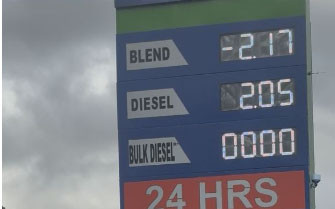 BLEND -2.17
DIESEL 2.05
BULK DIESEL 0000
24 HRS